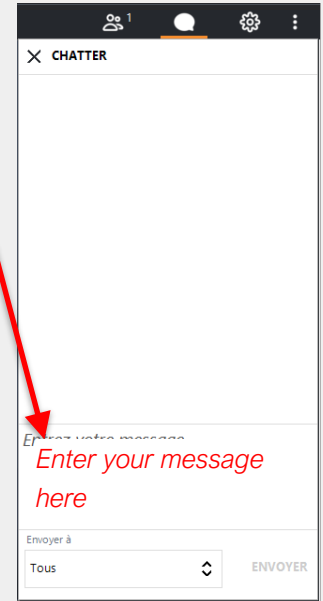 1
CHATTER
Entrez votre message
Enter your message
here
Envoyer à
Tous
ENVOYER